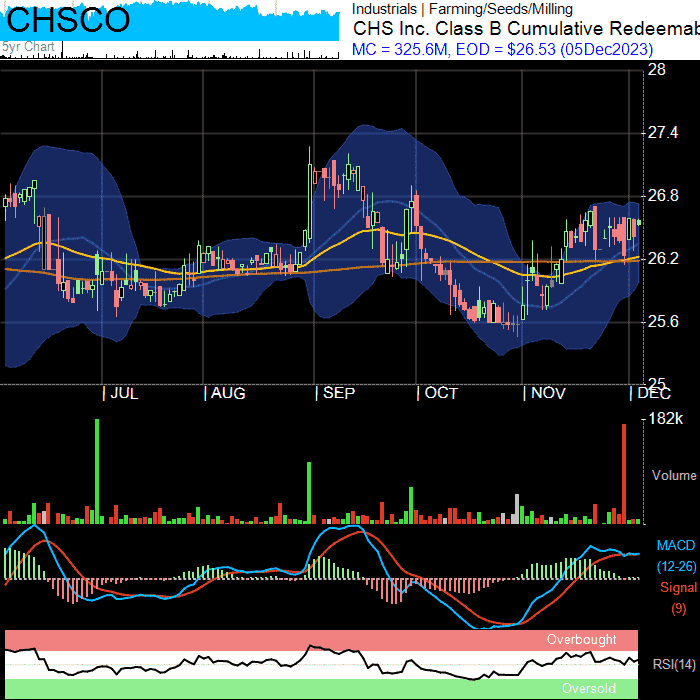 CHSCO
5yr Chart
Industrials | Farming/Seeds/Milling
CHS Inc. Class B Cumulative Redeemab
MC = 325.6M, EOD = $26.53 (05Dec2023)
28
27.4
26.8
26.2
25.6
25
JUL
AUG
SEP
OCT
NOV
DEC
182k
Volume
MACD
(12-26)
Signal
(9)
Overbought
RSI(14)
Oversold